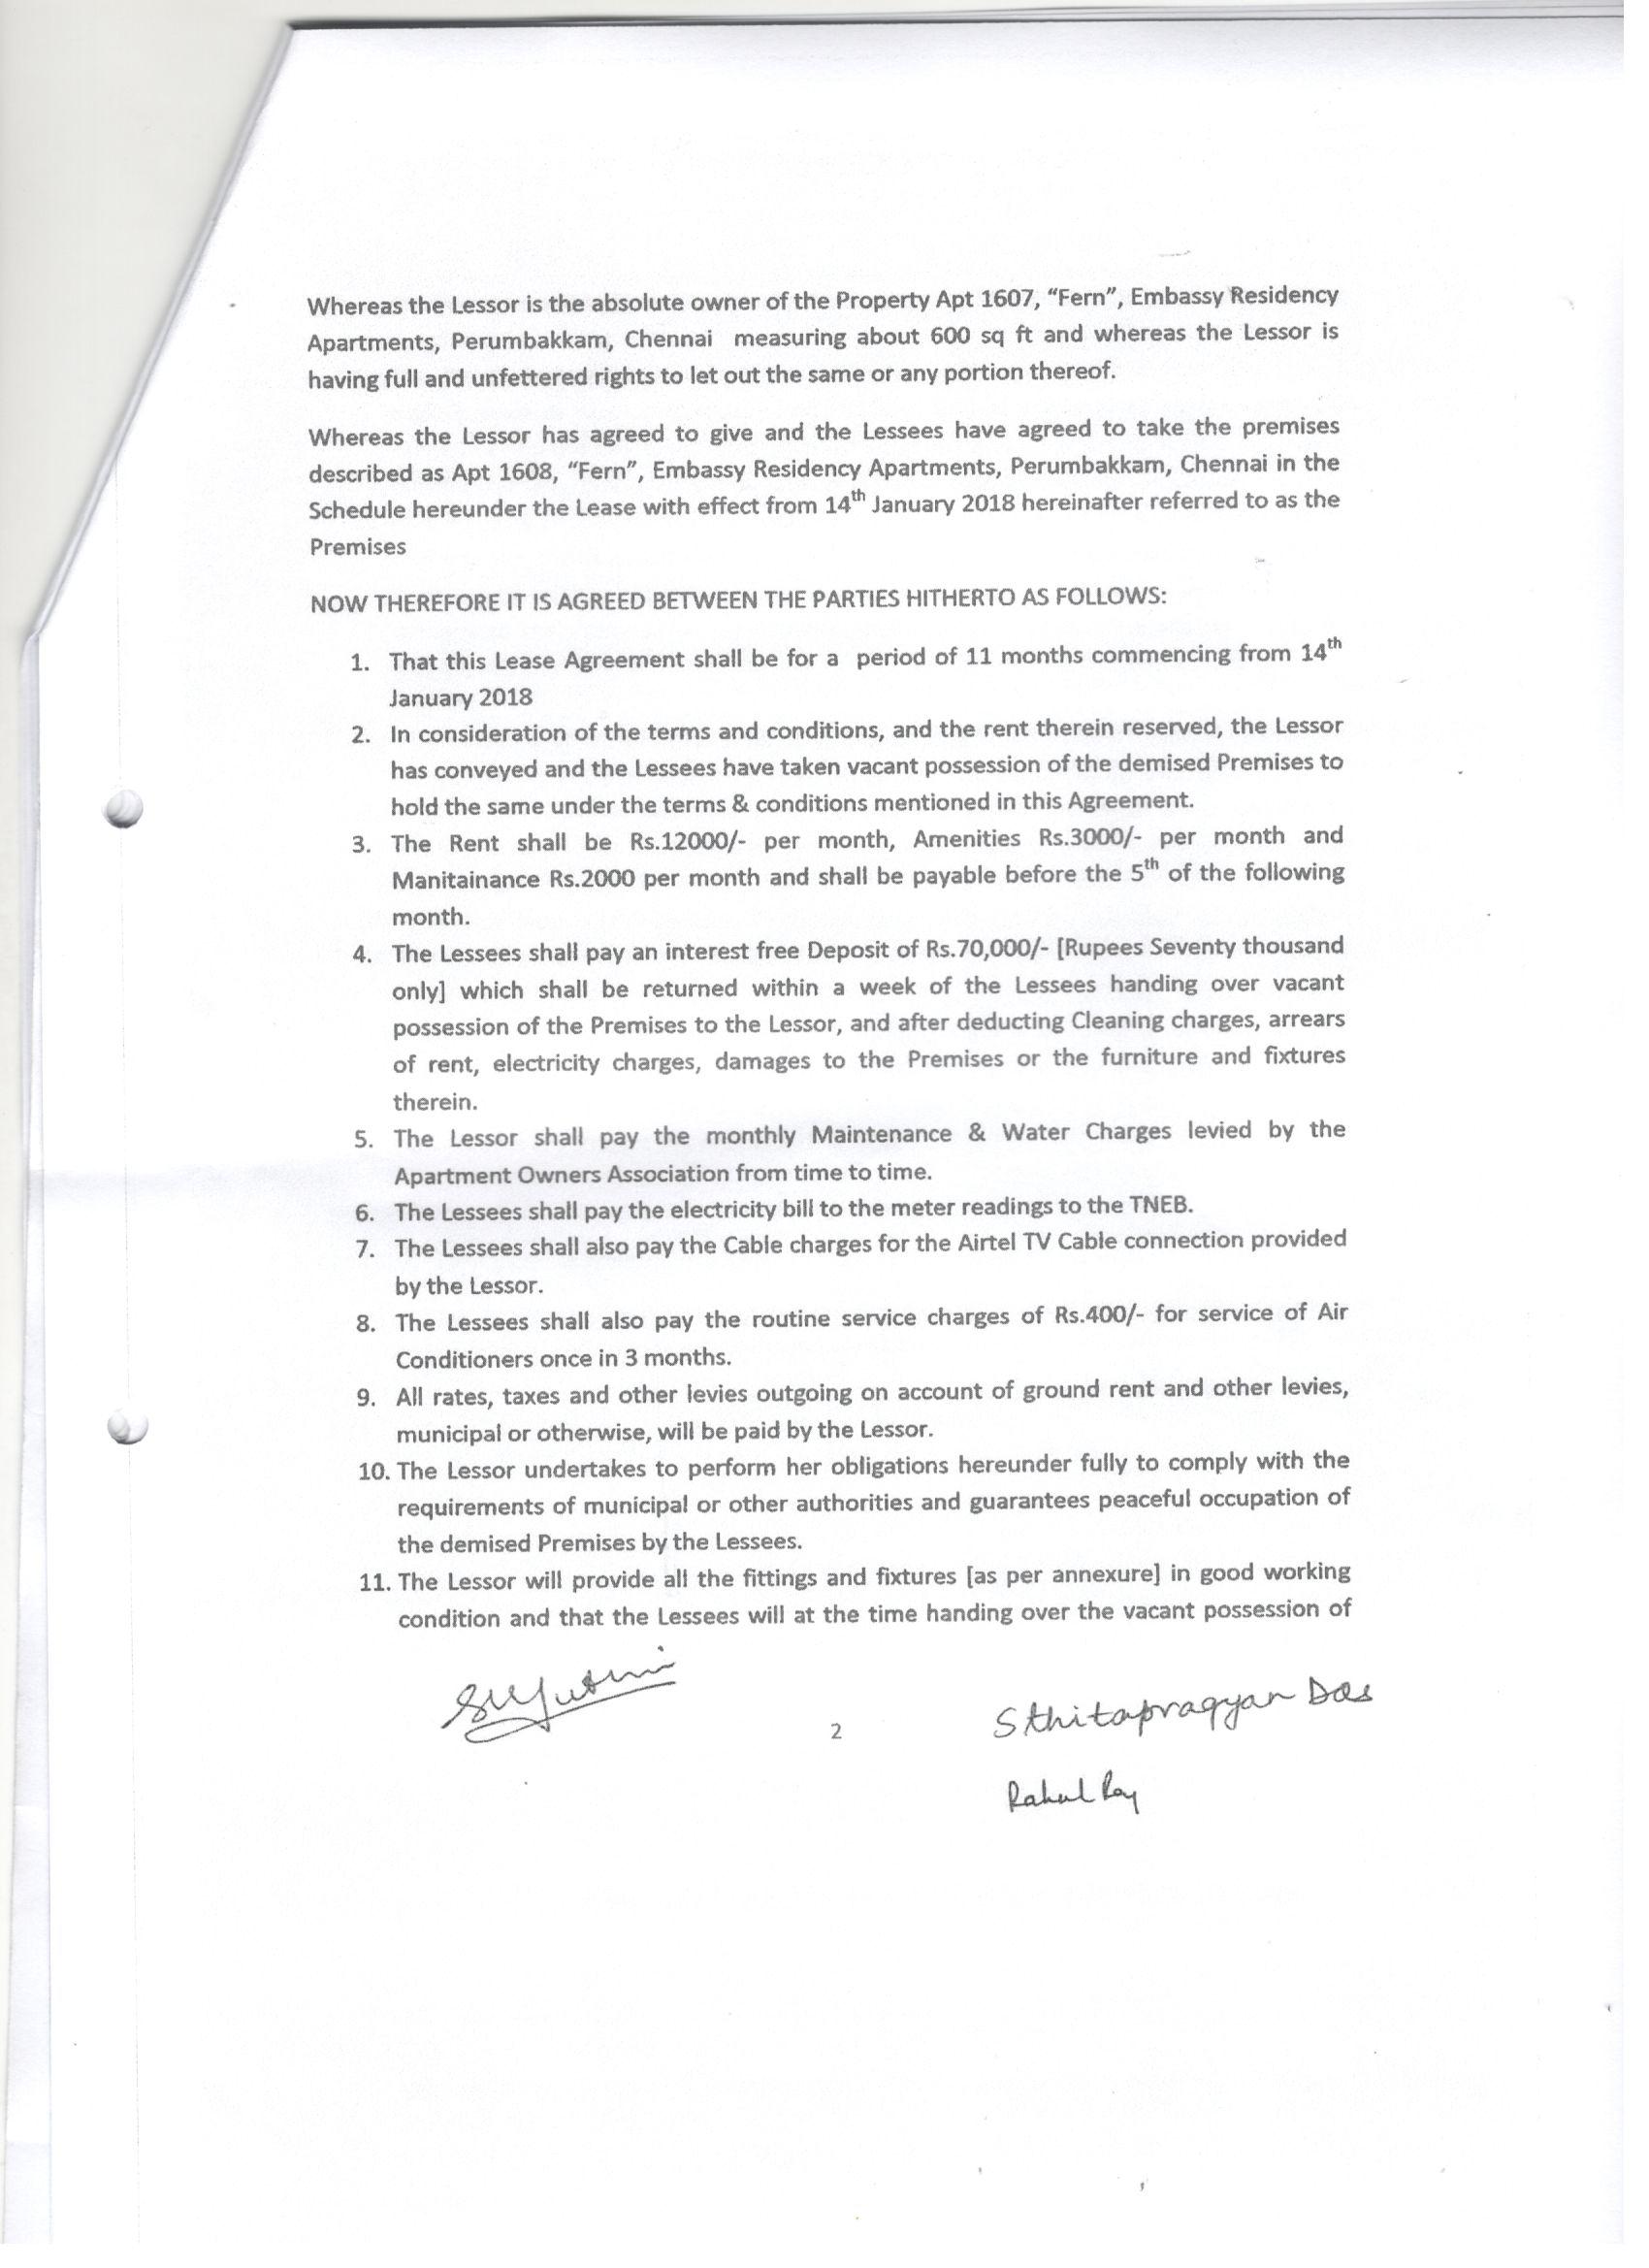 Whereas the Lessor is the absolute owner of the Property Apt 1607, “Fern”, Embassy Residency
Apartments, Perumbakkam, Chennai measuring about 600 sq ft and whereas the Lessor is
having full and unfettered rights to let out the same or any portion thereof.
Whereas the Lessor has agreed to give and the Lessees have agreed to take the premises
described as Apt 1608, “Fern”, Embassy Residency Apartments, Perumbakkam, Chennai in the
Schedule hereunder the Lease with effect from 14th January 2018 hereinafter referred to as the
Premises
NOW THEREFORE IT IS AGREED BETWEEN THE PARTIES HITHERTO AS FOLLOWS:
1. That this Lease Agreement shall be for a period of 11 months commencing from 14th
January 2018
2. In consideration of the terms and conditions, and the rent therein reserved, the Lessor
has conveyed and the Lessees have taken vacant possession of the demised Premises to
hold the same under the terms & conditions mentioned in this Agreement.
3. The Rent shall be Rs.12000/- per month, Amenities Rs.3000/- per month and
Manitainance Rs.2000 per month and shall be payable before the 5th of the following
month.
4. The Lessees shall pay an interest free Deposit of Rs.70,000/- [Rupees Seventy thousand
only] which shall be returned within a week of the Lessees handing over vacant
possession of the Premises to the Lessor, and after deducting Cleaning charges, arrears
of rent, electricity charges, damages to the Premises or the furniture and fixtures
therein.
5. The Lessor shall pay the monthly Maintenance & Water Charges levied by the
Apartment Owners Association from time to time.
6. The Lessees shall pay the electricity bill to the meter readings to the TNEB.
7. The Lessees shall also pay the Cable charges for the Airtel TV Cable connection provided
by the Lessor.
8. The Lessees shall also pay the routine service charges of Rs.400/- for service of Air
Conditioners once in 3 months.
9. All rates, taxes and other levies outgoing on account of ground rent and other levies,
municipal or otherwise, will be paid by the Lessor.
10. The Lessor undertakes to perform her obligations hereunder fully to comply with the
requirements of municipal or other authorities and guarantees peaceful occupation of
the demised Premises by the Lessees.
11. The Lessor will provide all the fittings and fixtures [as per annexure] in good working
condition and that the Lessees will at the time handing over the vacant possession of
2
Sthitapragyan Das
Rahul Ray